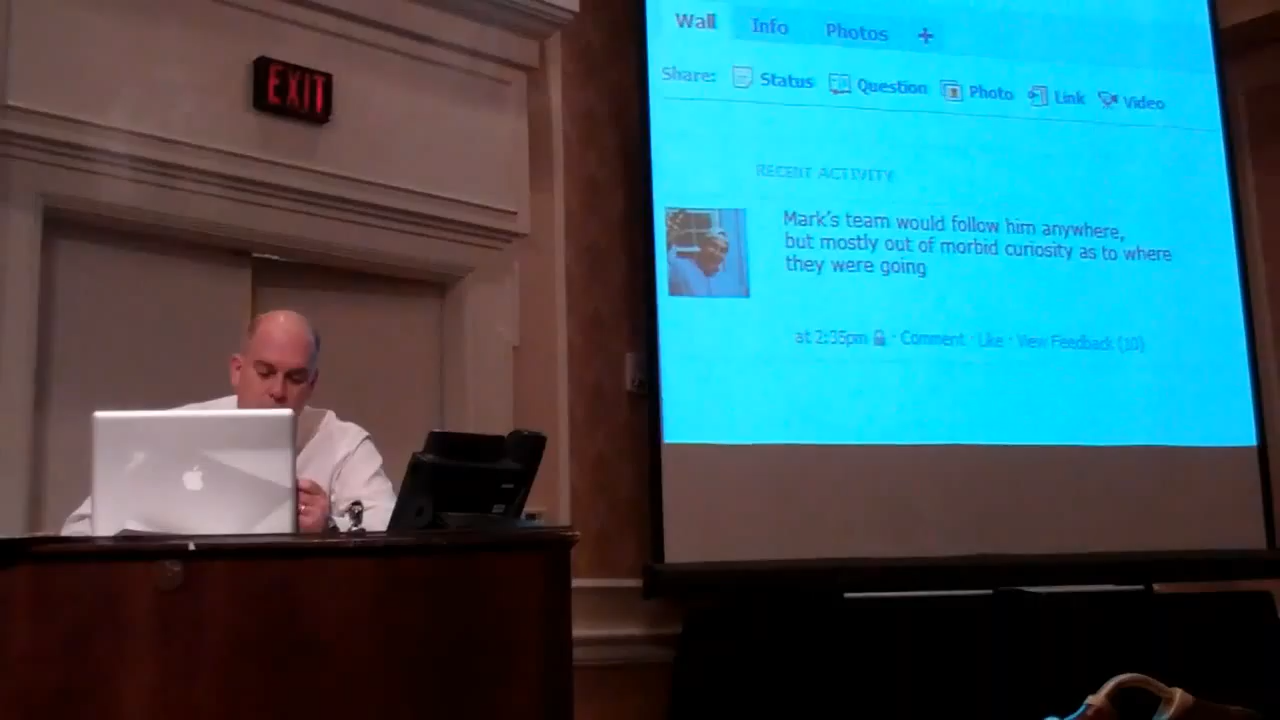 EXIT
Wall Info Photos +
Share: Status Question Photo Link Video
RECENT ACTIVITY
Mark's team would follow him anywhere,
but mostly out of morbid curiosity as to where
they were going
at 2:35pm · Comment · Like · View Feedback (10)